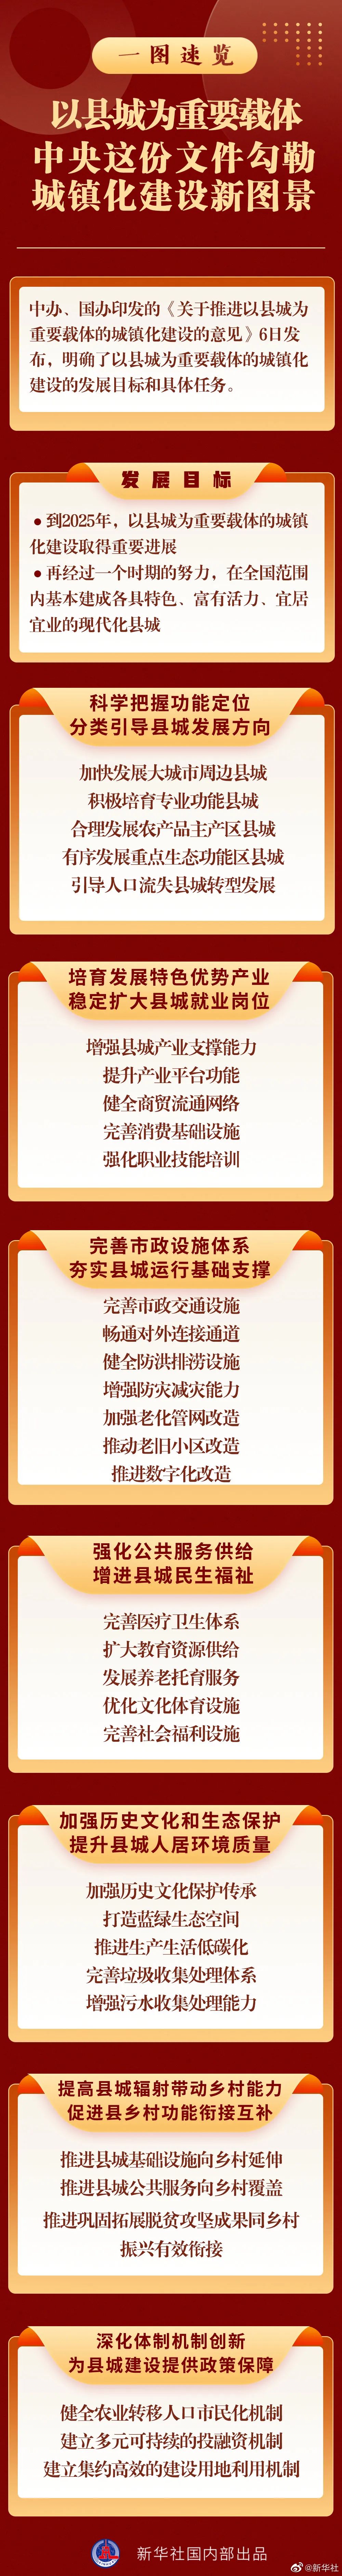 一图速览
以县城为重要载体
中央这份文件勾勒
城镇化建设新图景
中办、国办印发的《关于推进以县城为
重要载体的城镇化建设的意见》6日发
布，明确了以县城为重要载体的城镇化
建设的发展目标和具体任务。
发展目标
●到2025年，以县城为重要载体的城镇
化建设取得重要进展
●再经过一个时期的努力，在全国范围
内基本建成各具特色、富有活力、宜居
宜业的现代化县城
科学把握功能定位
分类引导县城发展方向
加快发展大城市周边县城
积极培育专业功能县城
合理发展农产品主产区县城
有序发展重点生态功能区县城
引导人口流失县城转型发展
培育发展特色优势产业
稳定扩大县城就业岗位
增强县城产业支撑能力
提升产业平台功能
健全商贸流通网络
完善消费基础设施
强化职业技能培训
完善市政设施体系
夯实县城运行基础支撑
完善市政交通设施
畅通对外连接通道
健全防洪排涝设施
增强防灾减灾能力
加强老化管网改造
推动老旧小区改造
推进数字化改造
强化公共服务供给
增进县城民生福祉
完善医疗卫生体系
扩大教育资源供给
发展养老托育服务
优化文化体育设施
完善社会福利设施
加强历史文化和生态保护
提升县城人居环境质量
加强历史文化保护传承
打造蓝绿生态空间
推进生产生活低碳化
完善垃圾收集处理体系
增强污水收集处理能力
提高县城辐射带动乡村能力
促进县乡村功能衔接互补
推进县城基础设施向乡村延伸
推进县城公共服务向乡村覆盖
推进巩固拓展脱贫攻坚成果同乡村
振兴有效衔接
深化体制机制创新
为县城建设提供政策保障
健全农业转移人口市民化机制
建立多元可持续的投融资机制
建立集约高效的建设用地利用机制
新华社国内部出品
@新华社